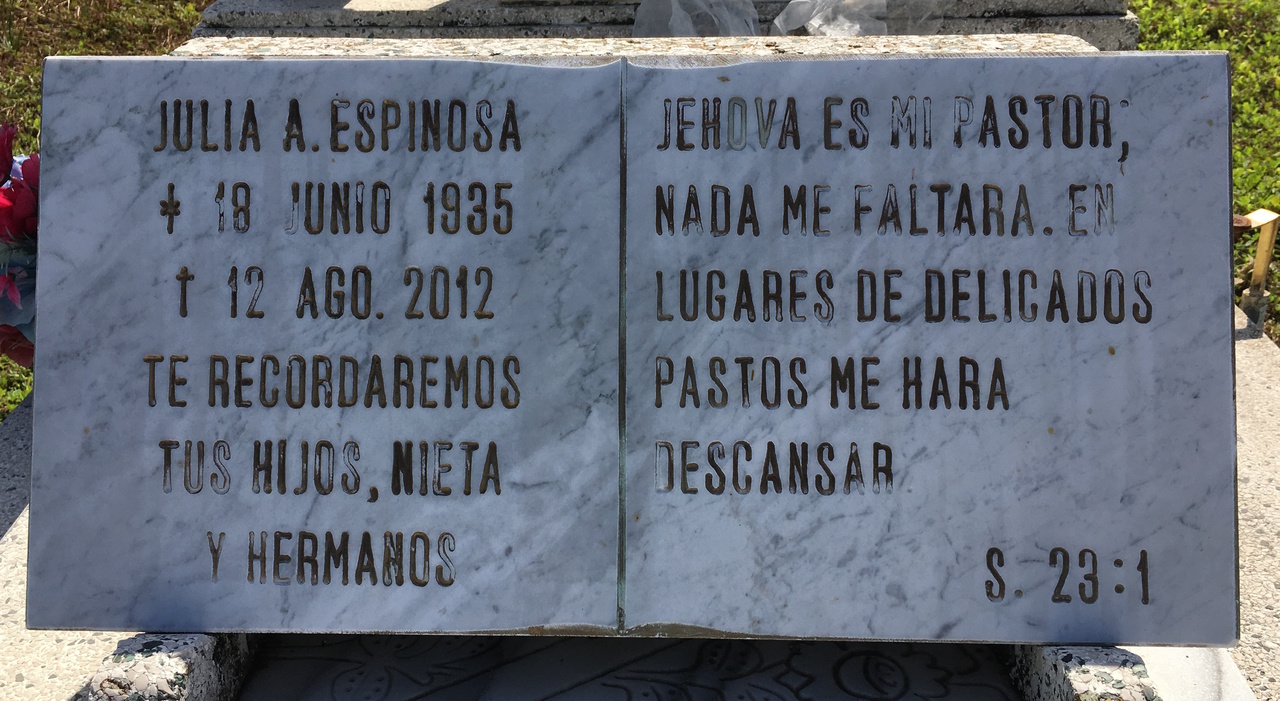 JULIA A. ESPINOSA
* 18 JUNIO 1935
† 12 AGO. 2012
TE RECORDAREMOS
TUS HIJOS, NIETA
Y HERMANOS
JEHOVA ES MI PASTOR;
NADA ME FALTARA. EN
LUGARES DE DELICADOS
PASTOS ME HARA
DESCANSAR.
S. 23:1